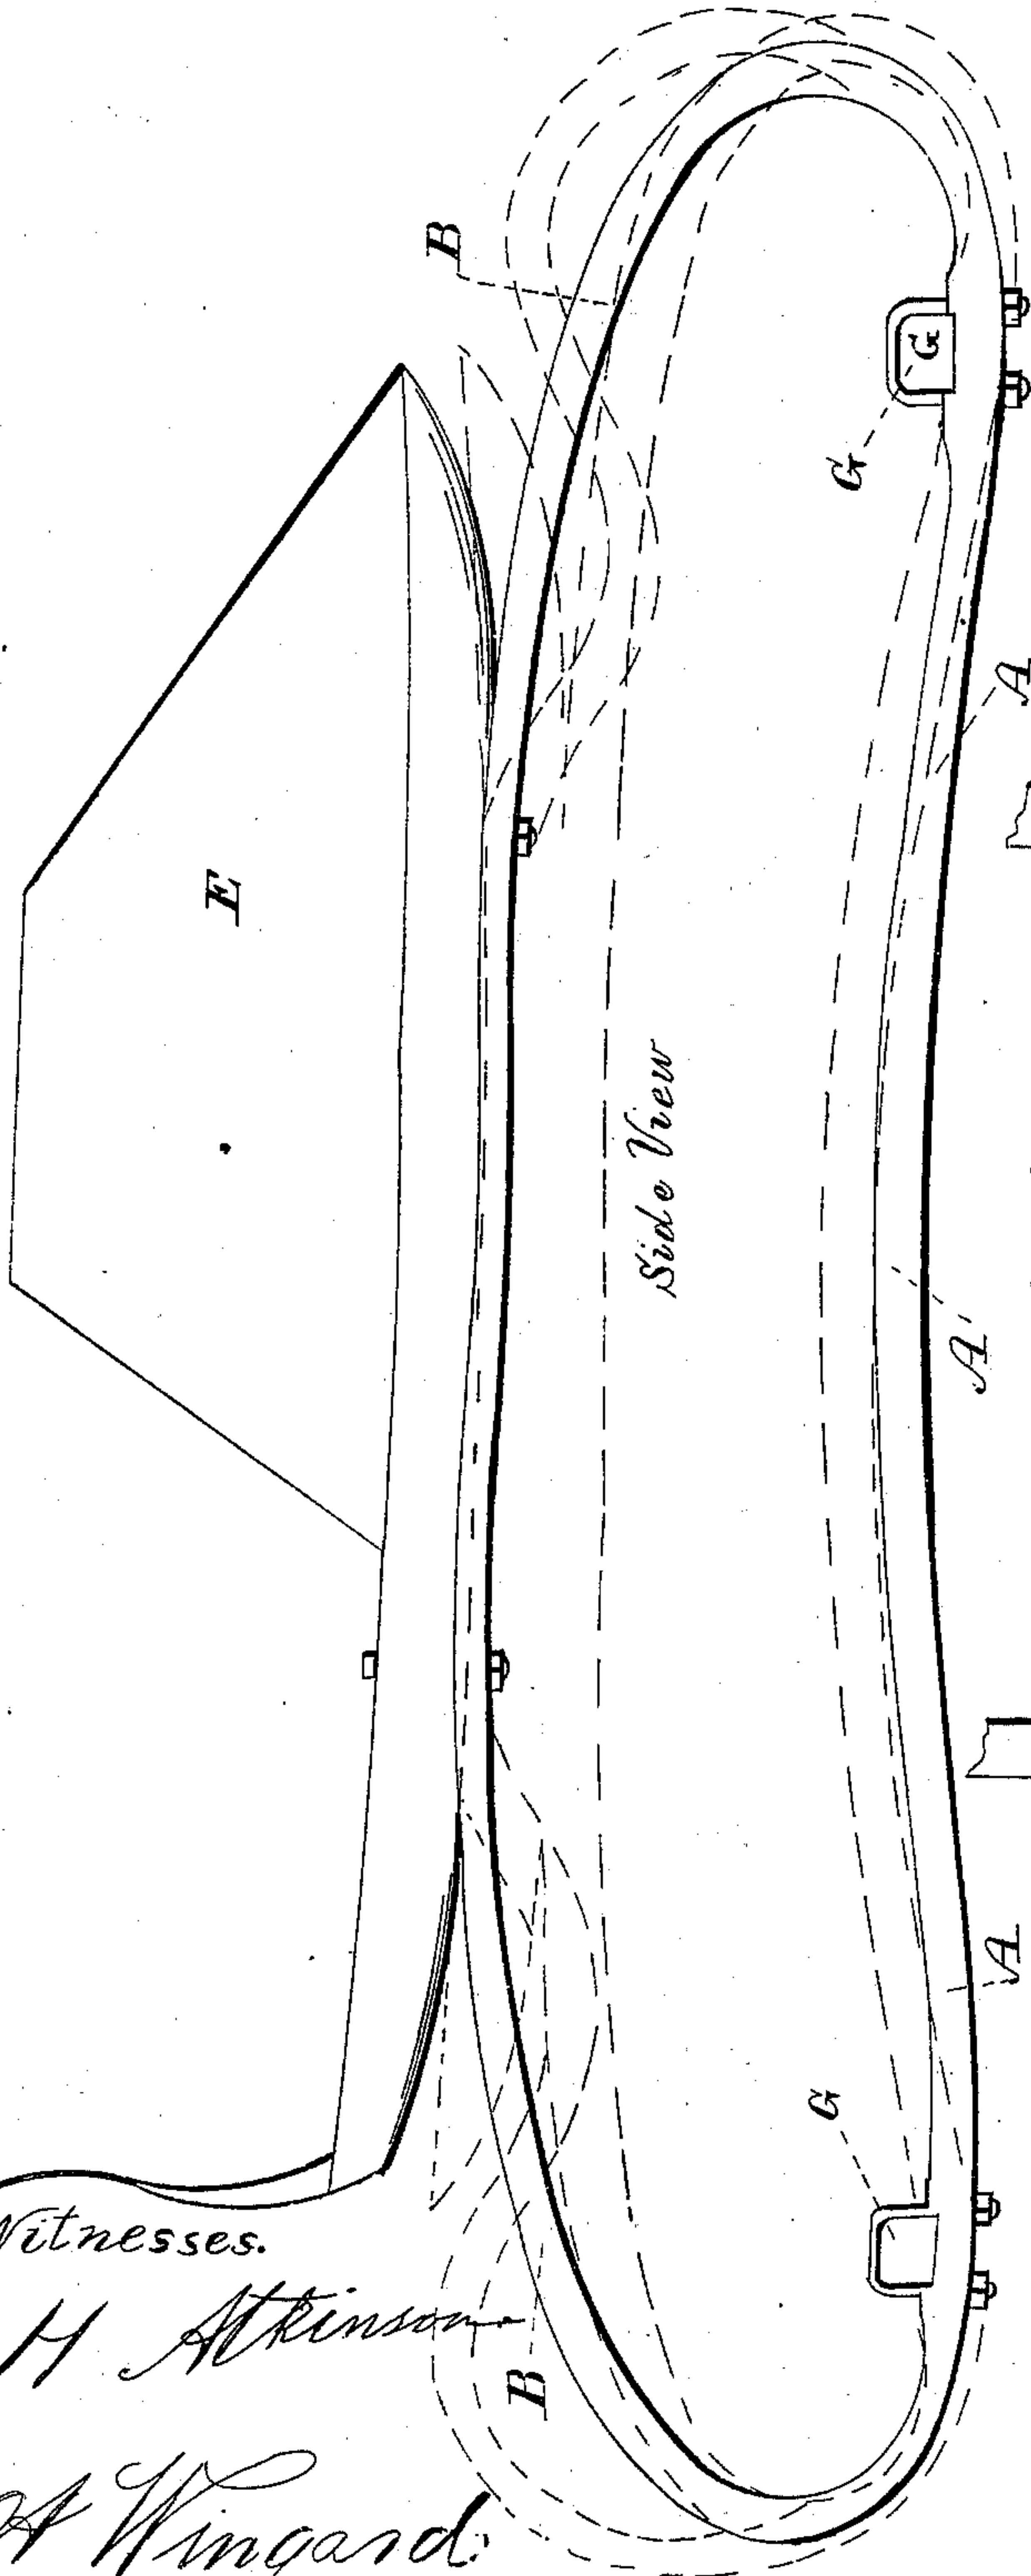 B
E
G
G
Side View
A
A'
A
G
B
Witnesses.
H Atkinson
Wingard